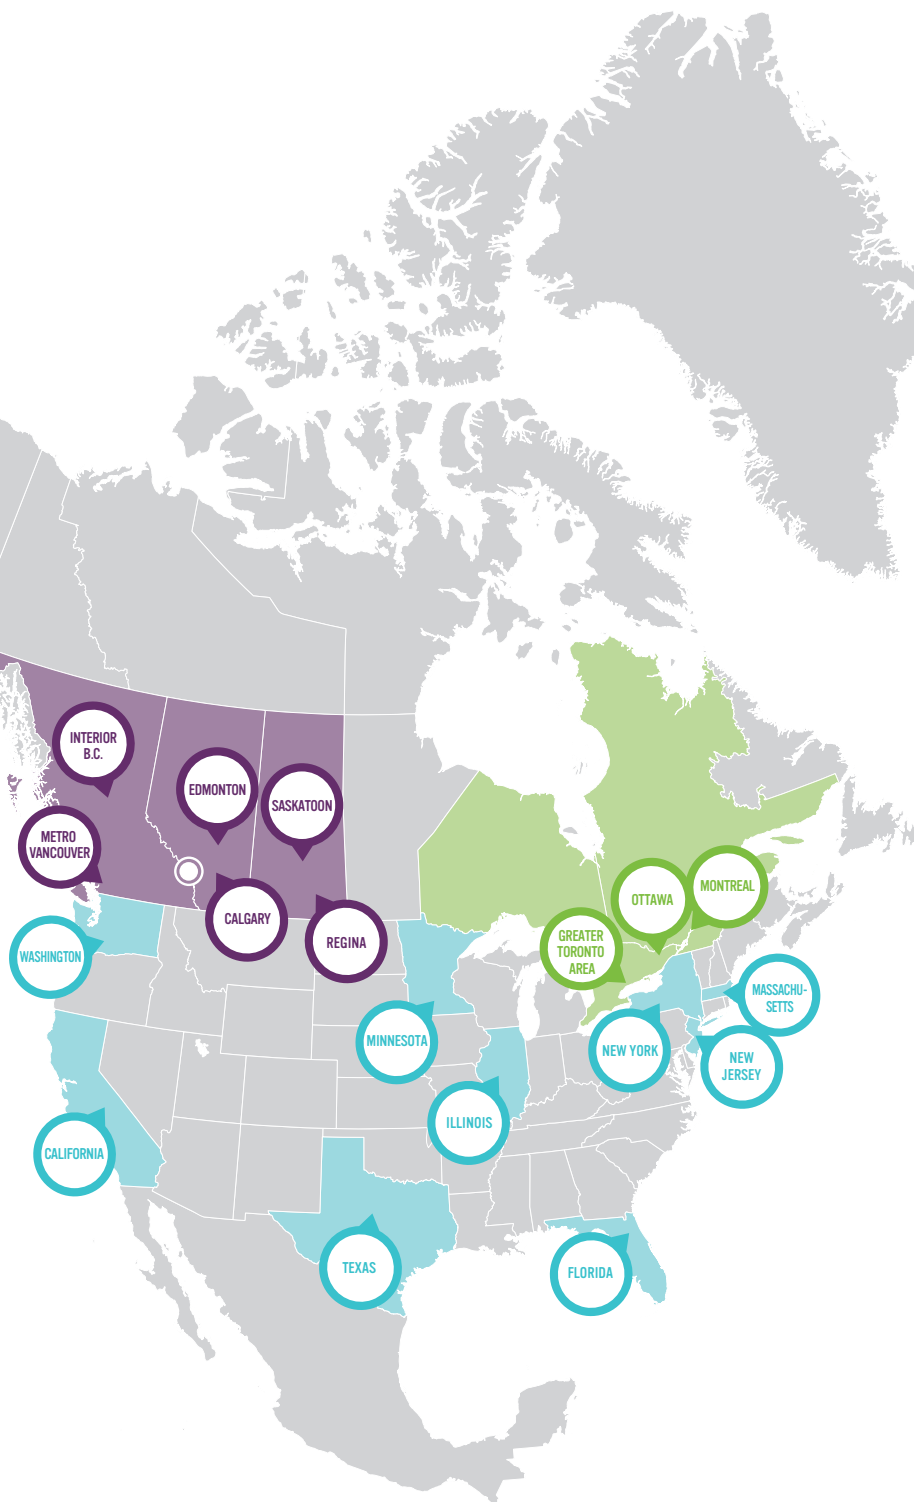 INTERIOR
B.C.
EDMONTON
SASKATOON
METRO
VANCOUVER
CALGARY
REGINA
OTTAWA
MONTREAL
GREATER
TORONTO
AREA
WASHINGTON
MASSACHU-
SETTS
MINNESOTA
NEW YORK
NEW
JERSEY
ILLINOIS
CALIFORNIA
TEXAS
FLORIDA